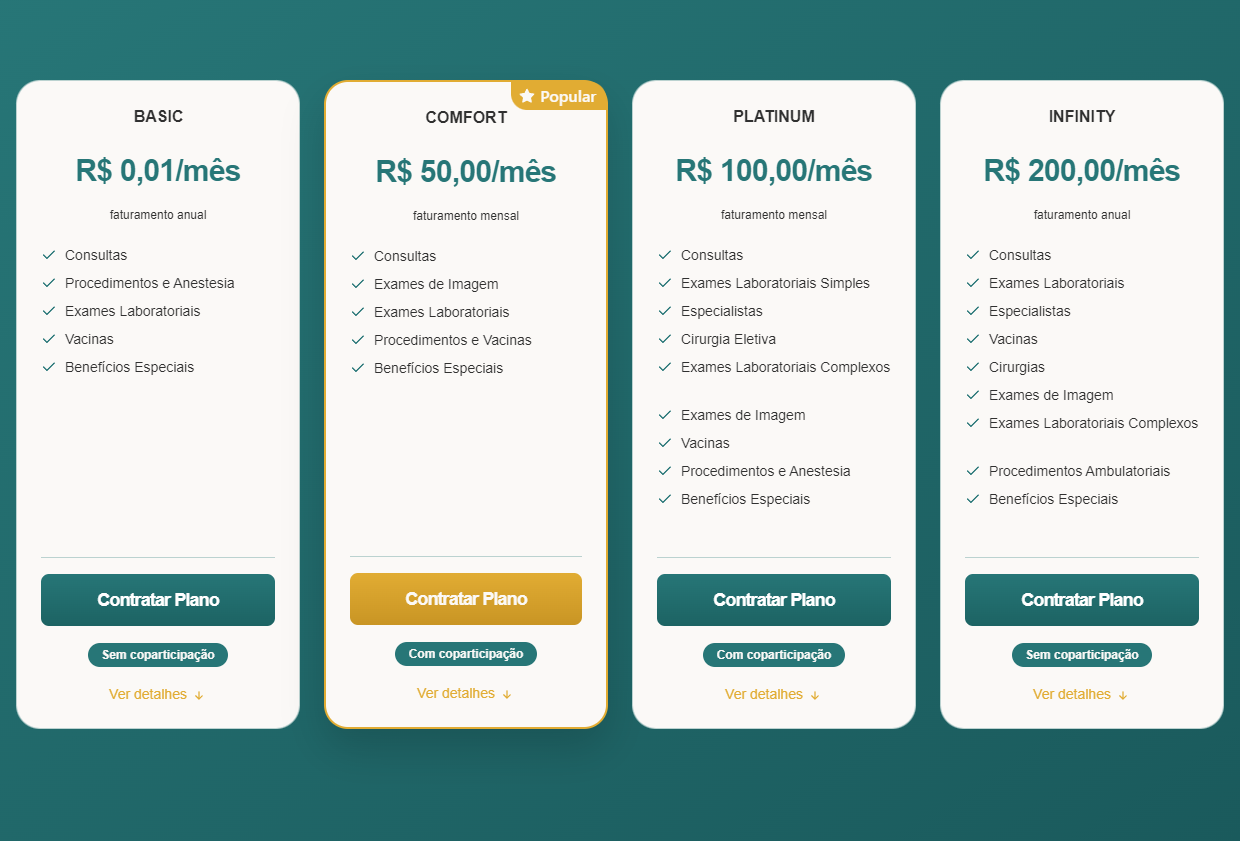 BASIC
R$ 0,01/mês
faturamento anual
Consultas
Procedimentos e Anestesia
Exames Laboratoriais
Vacinas
Benefícios Especiais
Contratar Plano
Sem coparticipação
Ver detalhes
Popular
COMFORT
R$ 50,00/mês
faturamento mensal
Consultas
Exames de Imagem
Exames Laboratoriais
Procedimentos e Vacinas
Benefícios Especiais
Contratar Plano
Com coparticipação
Ver detalhes
PLATINUM
R$ 100,00/mês
faturamento mensal
Consultas
Exames Laboratoriais Simples
Especialistas
Cirurgia Eletiva
Exames Laboratoriais Complexos
Exames de Imagem
Vacinas
Procedimentos e Anestesia
Benefícios Especiais
Contratar Plano
Com coparticipação
Ver detalhes
INFINITY
R$ 200,00/mês
faturamento anual
Consultas
Exames Laboratoriais
Especialistas
Vacinas
Cirurgias
Exames de Imagem
Exames Laboratoriais Complexos
Procedimentos Ambulatoriais
Benefícios Especiais
Contratar Plano
Sem coparticipação
Ver detalhes